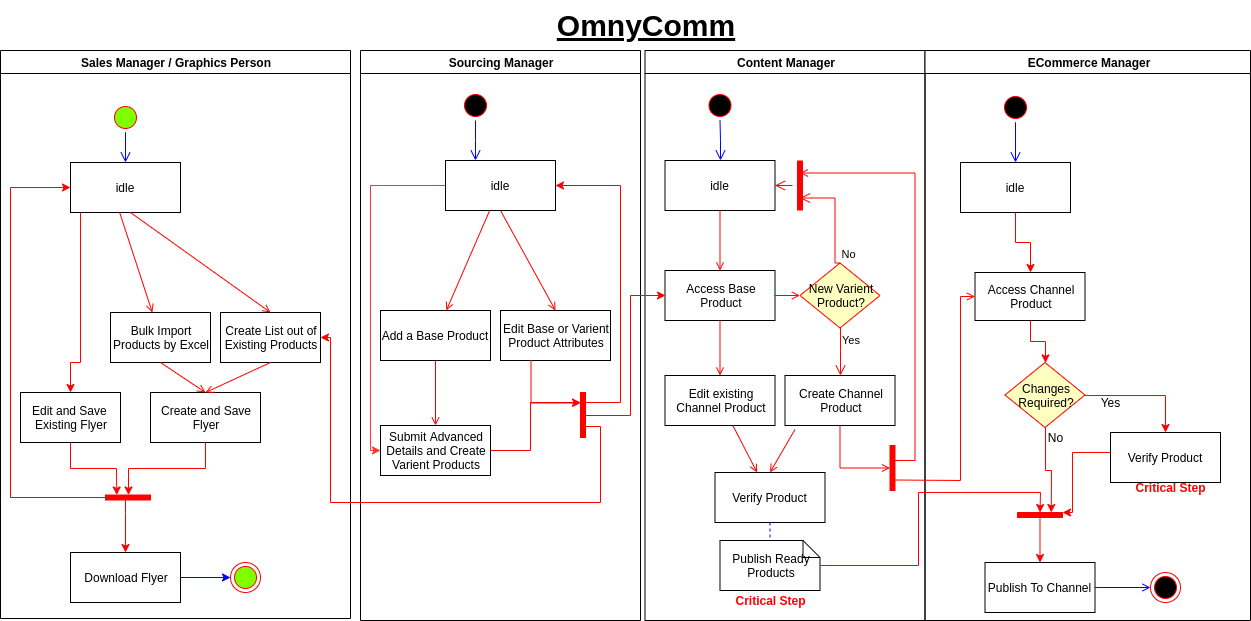 OmnyComm
Sales Manager / Graphics Person
Sourcing Manager
Content Manager
ECommerce Manager
idle
Bulk Import
Products by Excel
Create List out of
Existing Products
Edit and Save
Existing Flyer
Create and Save
Flyer
Download Flyer
idle
Add a Base Product
Edit Base or Varient
Product Attributes
Submit Advanced
Details and Create
Varient Products
idle
No
Access Base
Product
New Varient
Product?
Yes
Edit existing
Channel Product
Create Channel
Product
Verify Product
Publish Ready
Products
Critical Step
idle
Access Channel
Product
Changes
Required?
Yes
No
Verify Product
Critical Step
Publish To Channel